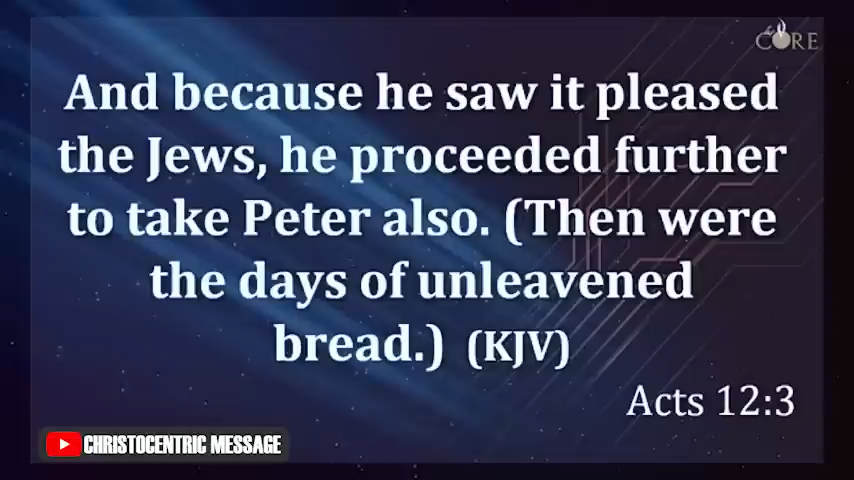 CORE
And because he saw it pleased
the Jews, he proceeded further
to take Peter also. (Then were
the days of unleavened
bread.) (KJV)
Acts 12:3
CHRISTOCENTRIC MESSAGE